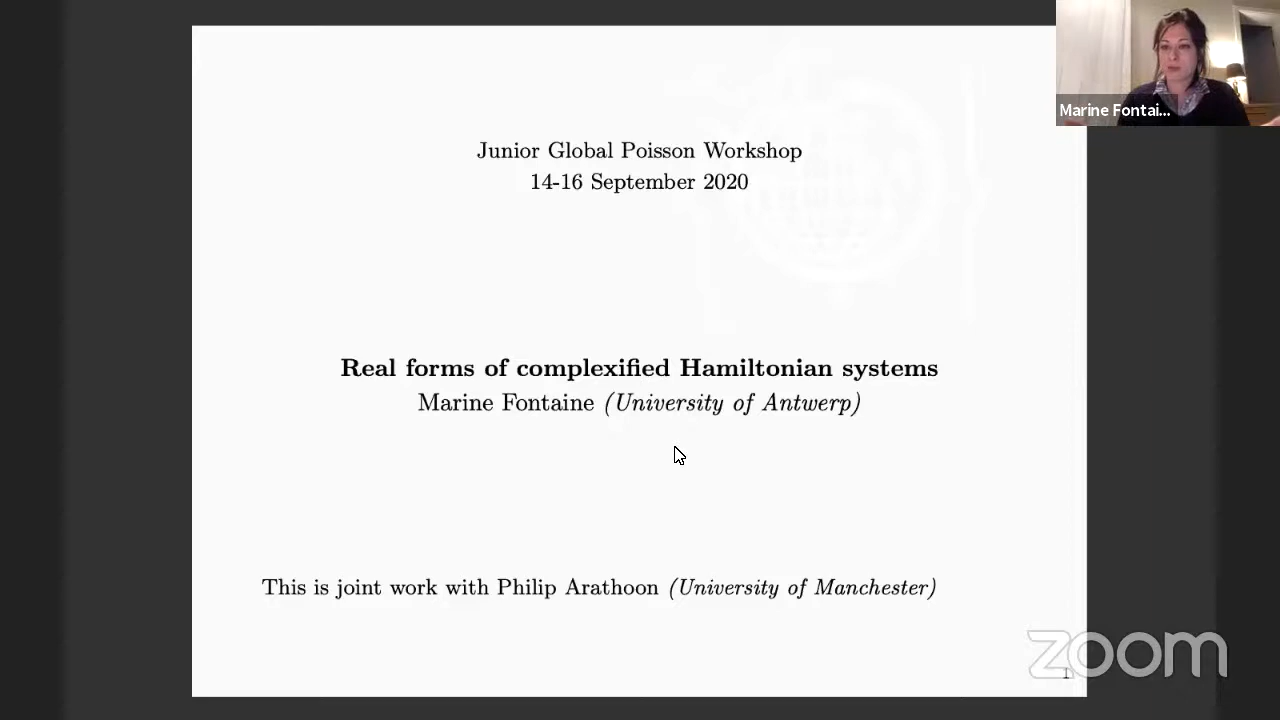 Junior Global Poisson Workshop
14-16 September 2020
Marine Fontai...
Real forms of complexified Hamiltonian systems
Marine Fontaine (University of Antwerp)
This is joint work with Philip Arathoon (University of Manchester)
zoom
1